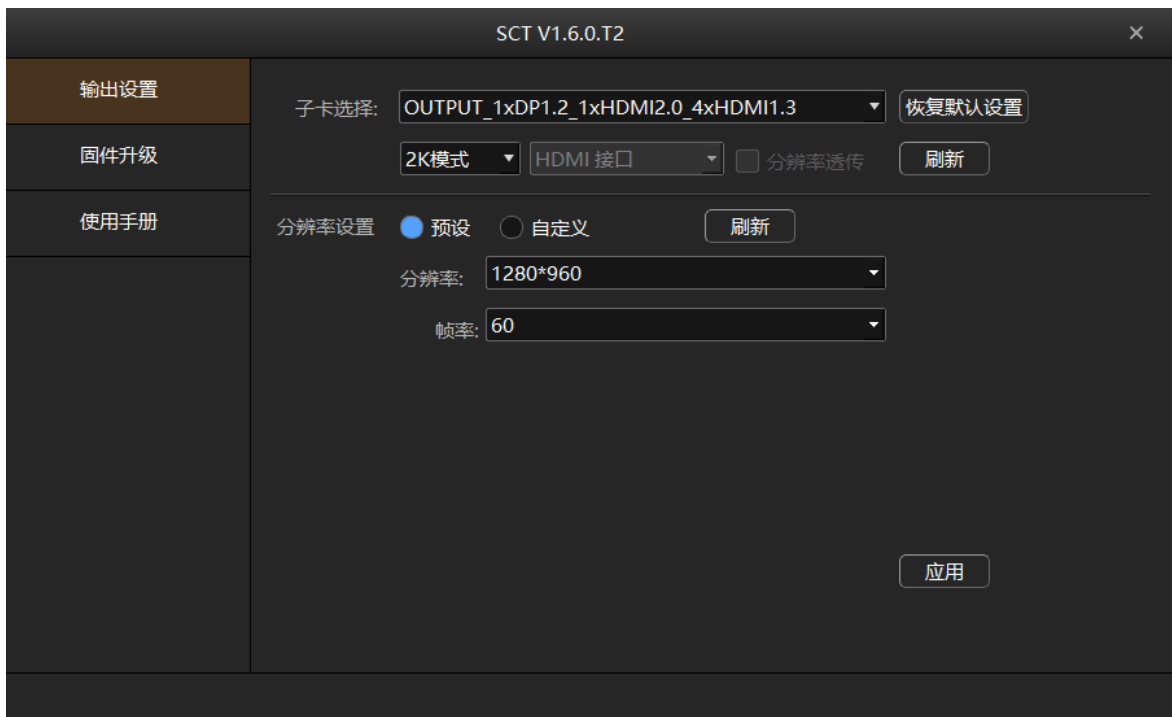 SCT V1.6.0.T2
输出设置
固件升级
使用手册
子卡选择: OUTPUT_1xDP1.2_1xHDMI2.0_4xHDMI1.3 恢复默认设置
2K模式 HDMI 接口 分辨率透传 刷新
分辨率设置 预设 自定义 刷新
分辨率: 1280*960
帧率: 60
应用